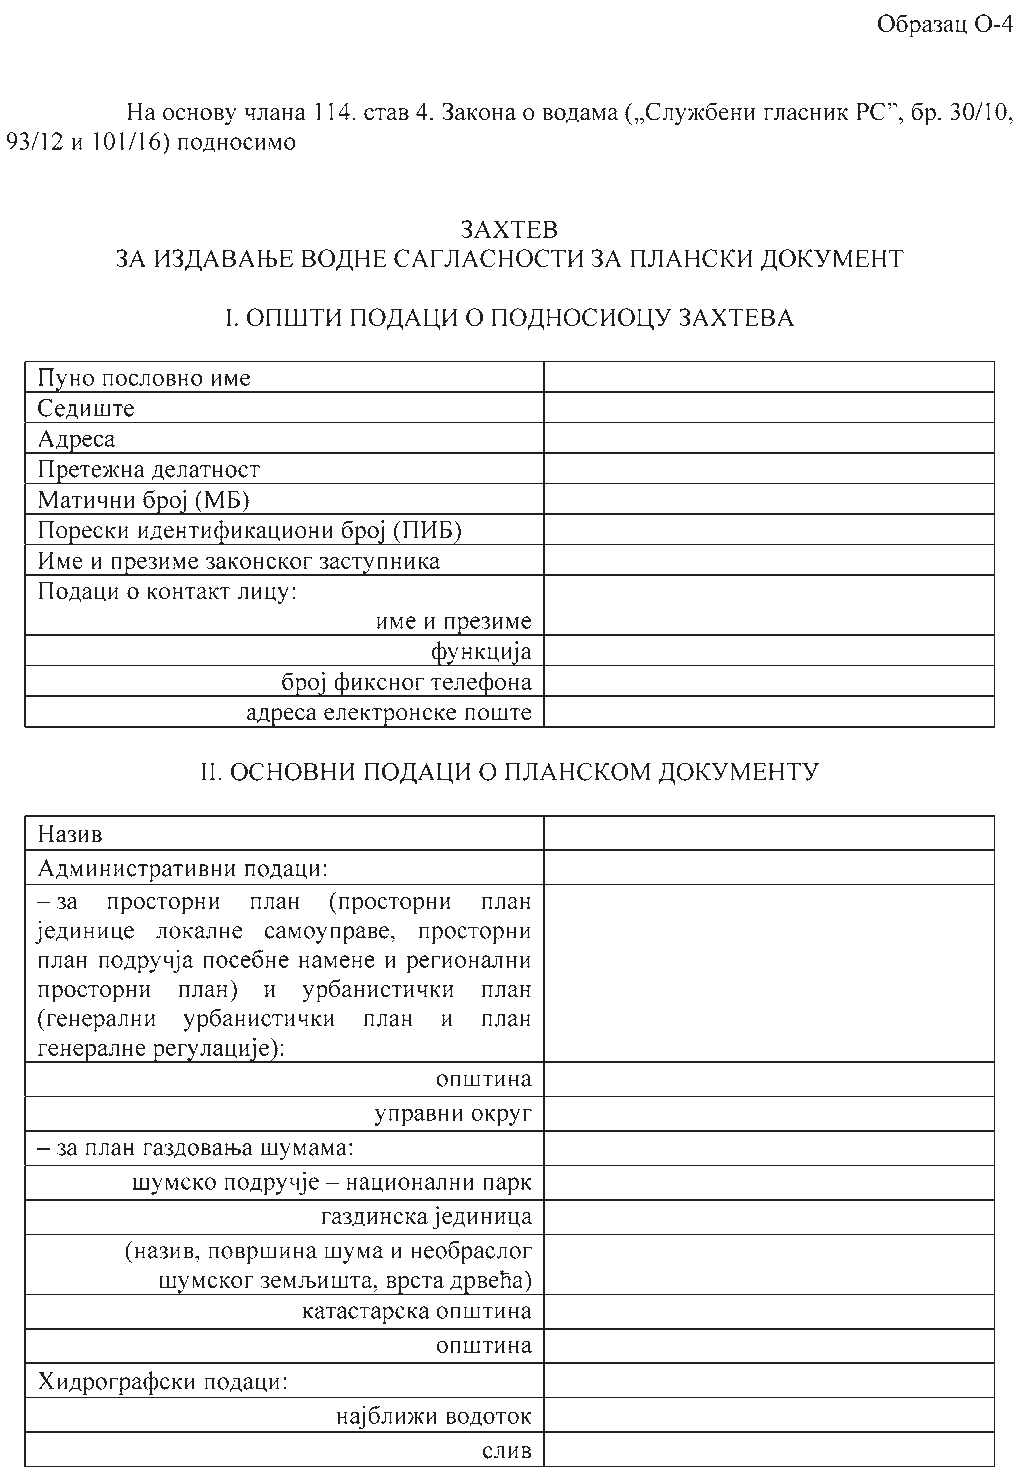 Образац О-4
На основу члана 114. став 4. Закона о водама („Службени гласник РС”, бр. 30/10,
93/12 и 101/16) подносимо
ЗАХТЕВ
ЗА ИЗДАВАЊЕ ВОДНЕ САГЛАСНОСТИ ЗА ПЛАНСКИ ДОКУМЕНТ
I. ОПШТИ ПОДАЦИ О ПОДНОСИОЦУ ЗАХТЕВА
Пуно пословно име
Седиште
Адреса
Претежна делатност
Матични број (МБ)
Порески идентификациони број (ПИБ)
Име и презиме законског заступника
Подаци о контакт лицу:
име и презиме
функција
број фиксног телефона
адреса електронске поште
II. ОСНОВНИ ПОДАЦИ О ПЛАНСКОМ ДОКУМЕНТУ
Назив
Административни подаци:
– за просторни план (просторни план
јединице локалне самоуправе, просторни
план подручја посебне намене и регионални
просторни план) и урбанистички план
(генерални урбанистички план и план
генералне регулације):
општина
управни округ
– за план газдовања шумама:
шумско подручје – национални парк
газдинска јединица
(назив, површина шума и необраслог
шумског земљишта, врста дрвећа)
катастарска општина
општина
Хидрографски подаци:
најближи водоток
слив